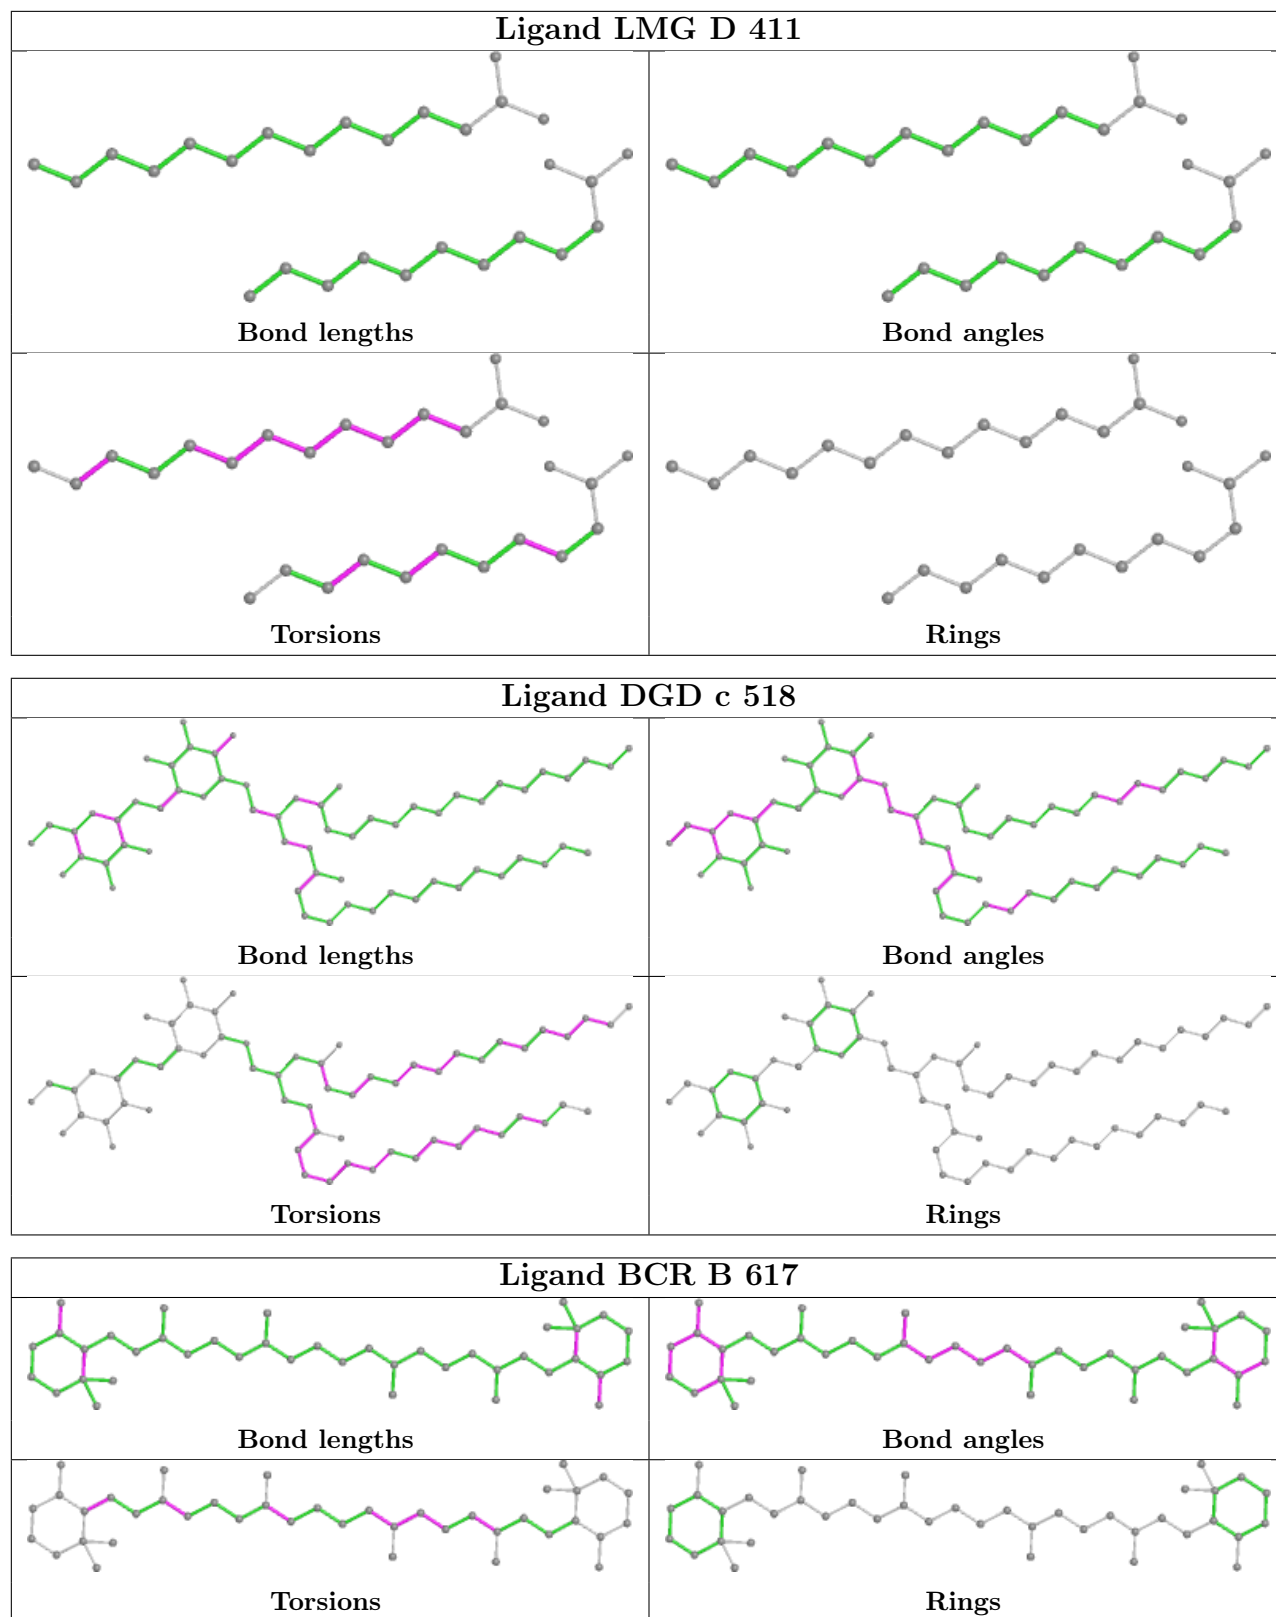 Ligand LMG D 411
Bond lengths
Bond angles
Torsions
Rings
Ligand DGD c 518
Bond lengths
Bond angles
Torsions
Rings
Ligand BCR B 617
Bond lengths
Bond angles
Torsions
Rings